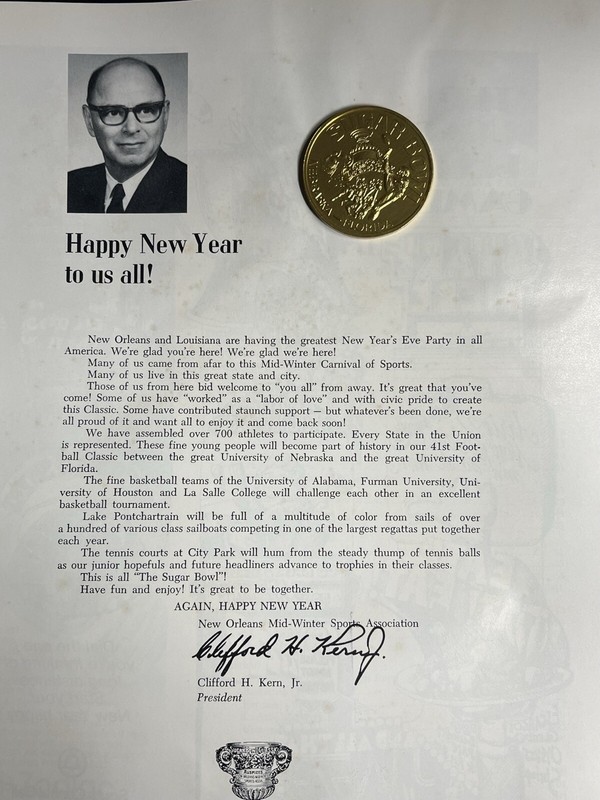 SUGAR BOWL
NEBRASKA - FLORIDA
Happy New Year
to us all!
New Orleans and Louisiana are having the greatest New Year's Eve Party in all
America. We're glad you're here! We're glad we're here!
Many of us came from afar to this Mid-Winter Carnival of Sports.
Many of us live in this great state and city.
Those of us from here bid welcome to "you all" from away. It's great that you've
come! Some of us have "worked" as a "labor of love" and with civic pride to create
this Classic. Some have contributed staunch support — but whatever's been done, we're
all proud of it and want all to enjoy it and come back soon!
We have assembled over 700 athletes to participate. Every State in the Union
is represented. These fine young people will become part of history in our 41st Foot-
ball Classic between the great University of Nebraska and the great University of
Florida.
The fine basketball teams of the University of Alabama, Furman University, Uni-
versity of Houston and La Salle College will challenge each other in an excellent
basketball tournament.
Lake Pontchartrain will be full of a multitude of color from sails of over
a hundred of various class sailboats competing in one of the largest regattas put together
each year.
The tennis courts at City Park will hum from the steady thump of tennis balls
as our junior hopefuls and future headliners advance to trophies in their classes.
This is all "The Sugar Bowl"!
Have fun and enjoy! It's great to be together.
AGAIN, HAPPY NEW YEAR
New Orleans Mid-Winter Sports Association
Clifford H. Kern, Jr.
Clifford H. Kern, Jr.
President